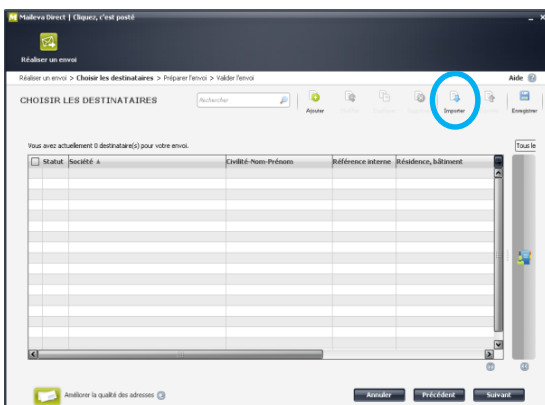 Maileva Direct | Cliquez, c'est posté
Réaliser un envoi
Réaliser un envoi > Choisir les destinataires > Préparer l'envoi > Valider l'envoi
Aide
CHOISIR LES DESTINATAIRES
Rechercher
Ajouter
Importer
Enregistrer
Vous avez actuellement 0 destinataire(s) pour votre envoi.
Tous le
Statut Société Civilité-Nom-Prénom Référence interne Résidence, bâtiment
Améliorer la qualité des adresses
Annuler Précédent Suivant